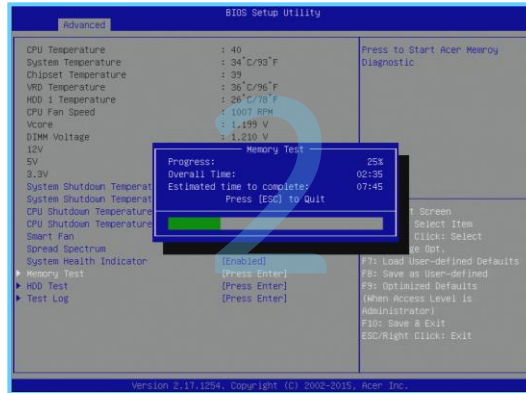 BIOS Setup Utility
Advanced
CPU Temperature : 40
System Temperature : 34°C/93°F
Chipset Temperature : 39
VRD Temperature : 36°C/96°F
HDD 1 Temperature : 26°C/78°F
CPU Fan Speed : 1007 RPM
Vcore : 1.199 V
DIMM Voltage : 1.210 V
12V
5V
3.3V
System Shutdown Temperat
System Shutdown Temperat
CPU Shutdown Temperature
CPU Shutdown Temperature
Smart Fan
Spread Spectrum
System Health Indicator [Enabled]
Memory Test [Press Enter]
HDD Test [Press Enter]
Test Log [Press Enter]
Memory Test
Progress: 25%
Overall Time: 02:35
Estimated time to complete: 07:45
Press [ESC] to Quit
2
Press to Start Acer Memroy
Diagnostic
t Screen
Select Item
Click: Select
ge Opt.
F7: Load User-defined Defaults
F8: Save as User-defined
F9: Optimized Defaults
(When Access Level is
Administrator)
F10: Save & Exit
ESC/Right Click: Exit
Version 2.17.1254. Copyright (C) 2002-2015, Acer Inc.